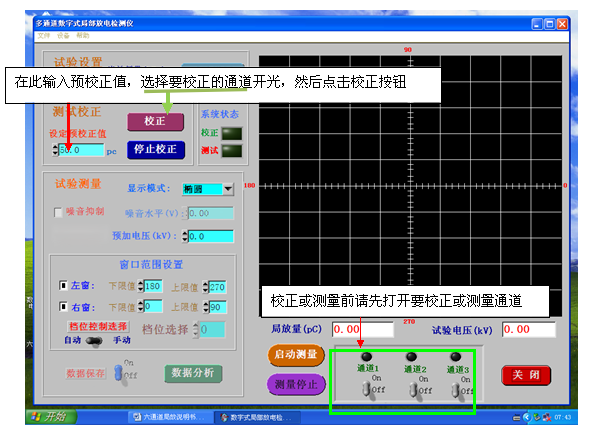 多通道数字式局部放电检测仪
文件 设备 帮助
试验设置
在此输入预校正值，选择要校正的通道开光，然后点击校正按钮
测试校正
校正
系统状态
设定预校正值
校正
50.0 pc
停止校正
测试
试验测量
显示模式：椭圆
噪音抑制
噪音水平(V) 0.00
预加电压(kV)： 0.0
窗口范围设置
左窗： 下限值 180 上限值 270
右窗： 下限值 0 上限值 90
档位控制选择
档位选择 0
自动 手动
数据保存
On
Off
数据分析
90
180
0
270
校正或测量前请先打开要校正或测量通道
局放量(pC) 0.00
试验电压(kV) 0.00
启动测量
测量停止
通道1 通道2 通道3
On On On
Off Off Off
关 闭
开始
六通道局放说明书...
数字式局部放电检...
07:43